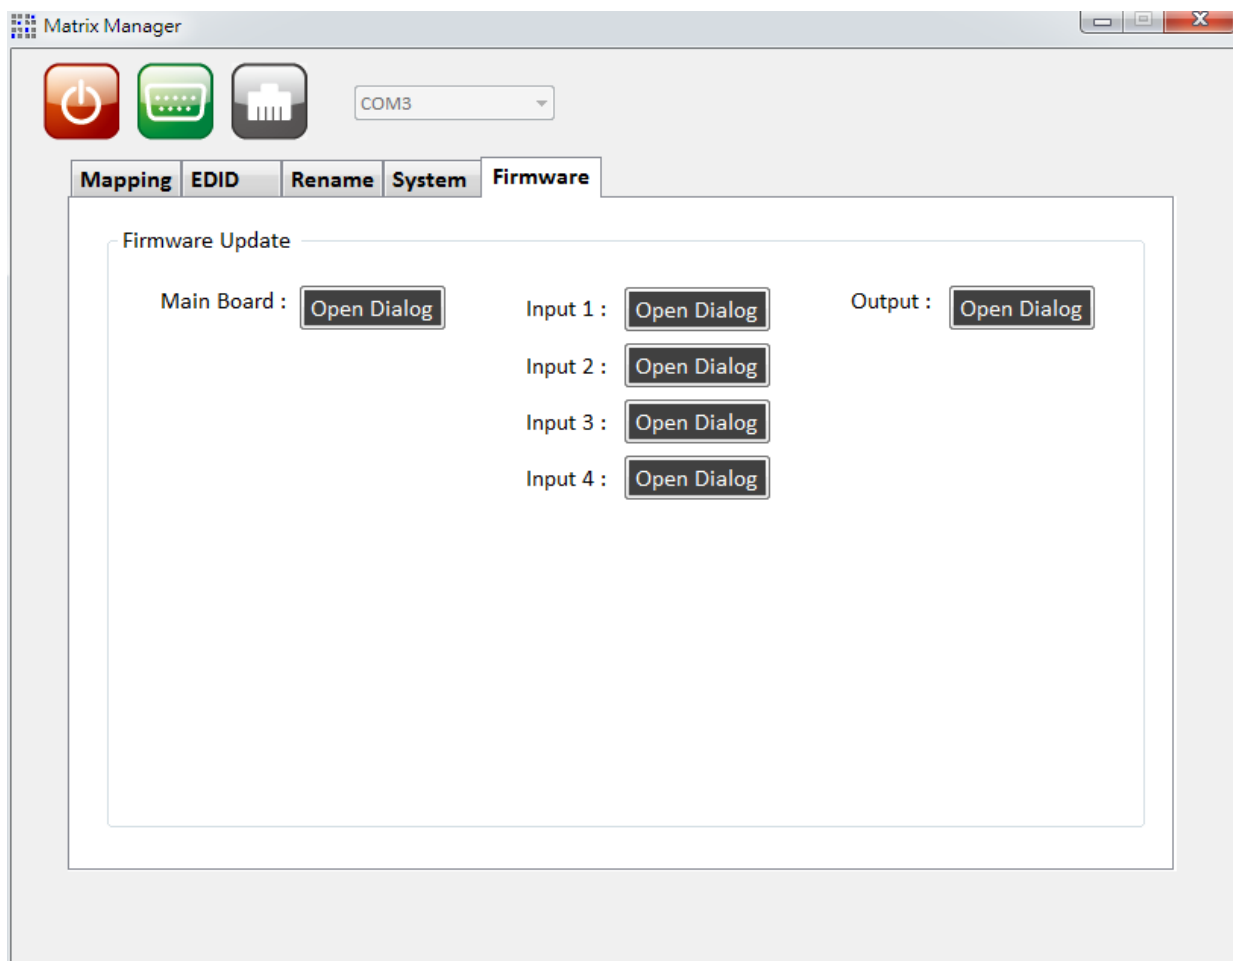 Matrix Manager
COM3
Mapping EDID Rename System Firmware
Firmware Update
Main Board : Open Dialog Input 1 : Open Dialog Output : Open Dialog
Input 2 : Open Dialog
Input 3 : Open Dialog
Input 4 : Open Dialog